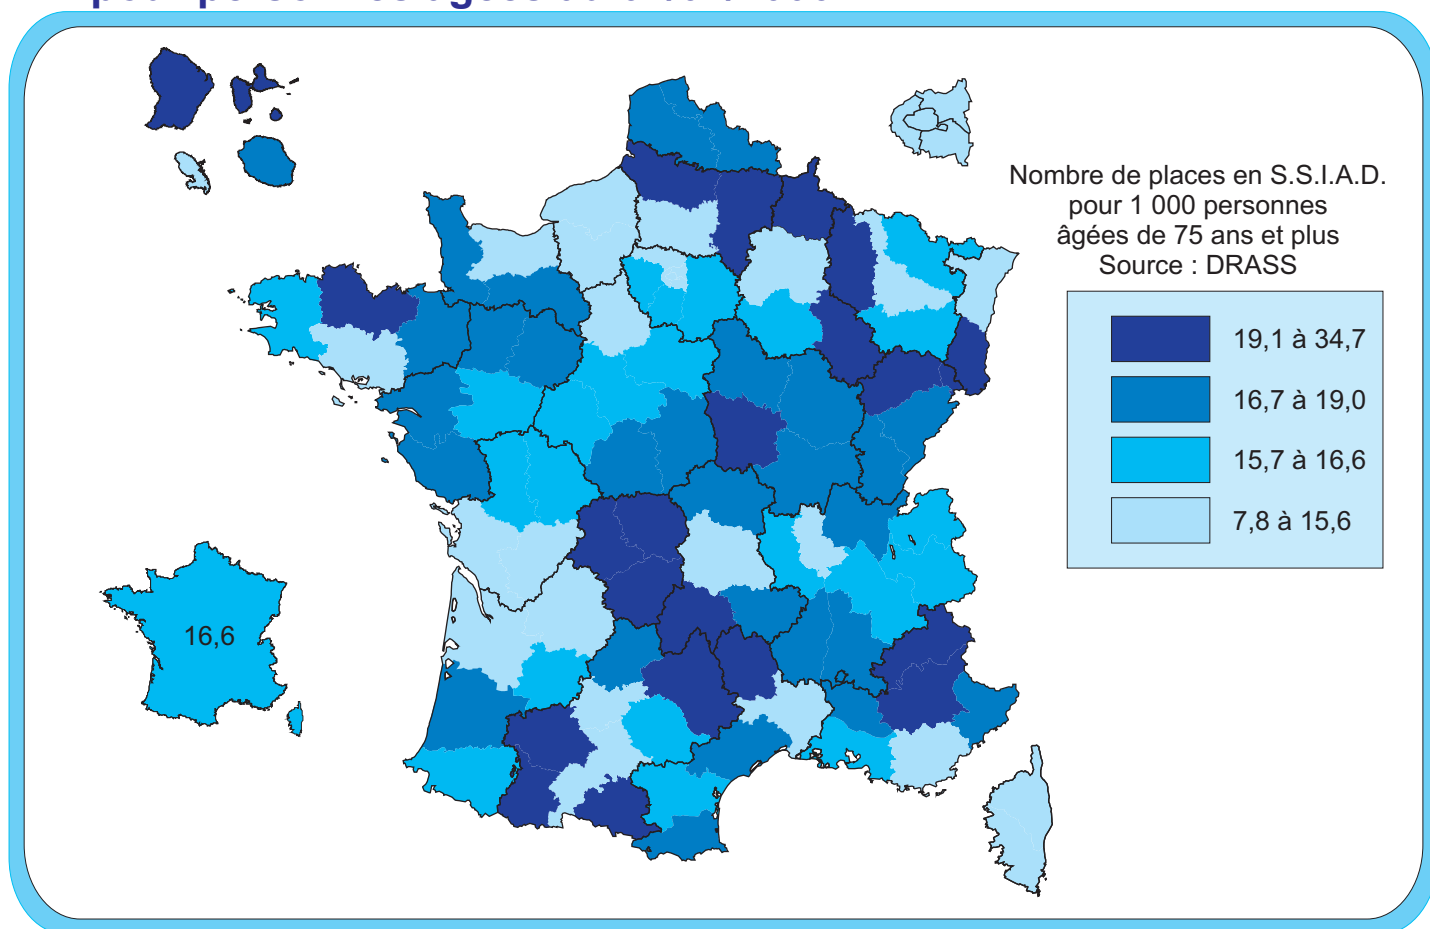 Nombre de places en S.S.I.A.D.
pour 1 000 personnes
âgées de 75 ans et plus
Source : DRASS
19,1 à 34,7
16,7 à 19,0
15,7 à 16,6
7,8 à 15,6
16,6